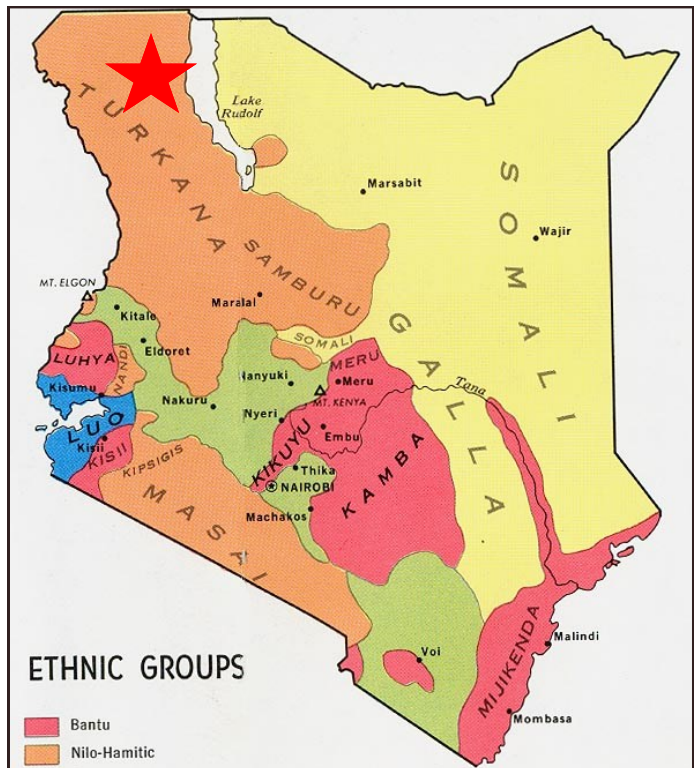 Lake
Rudolf
TURKANA
SOMALI
Marsabit
Wajir
SAMBURU
MT. ELGON
Maralal
Kitale
GALLA
SOMALI
Eldoret
LUHYA
NANDI
MERU
Nanyuki
Meru
Tana
Kisumu
MT. KENYA
Nakuru
Nyeri
LUO
Embu
Kisii
KISII
KIKUYU
KAMBA
KIPSIGIS
Thika
NAIROBI
MASAI
Machakos
MIJIKENDA
Malindi
Voi
Mombasa
ETHNIC GROUPS
Bantu
Nilo-Hamitic